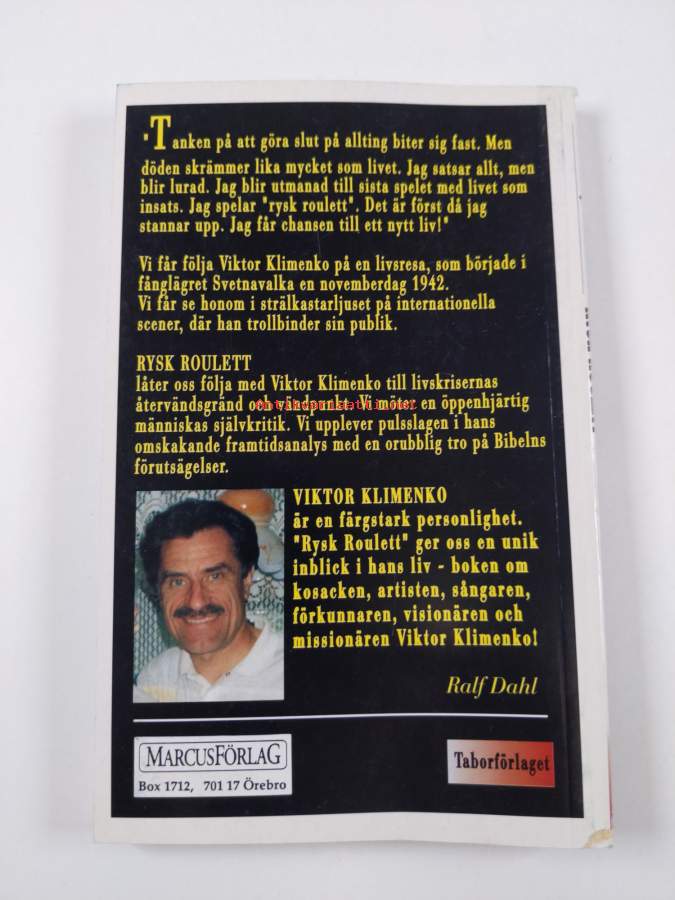 "Tanken på att göra slut på allting biter sig fast. Men
döden skrämmer lika mycket som livet. Jag satsar allt, men
blir lurad. Jag blir utmanad till sista spelet med livet som
insats. Jag spelar "rysk roulett". Det är först då jag
stannar upp. Jag får chansen till ett nytt liv!"
Vi får följa Viktor Klimenko på en livsresa, som började i
fånglägret Svetnavalka en novemberdag 1942.
Vi får se honom i strålkastarljuset på internationella
scener, där han trollbinder sin publik.
RYSK ROULETT
låter oss följa med Viktor Klimenko till livskrisernas
återvändsgränd och vändpunkt. Vi möter en öppenhjärtig
människas självkritik. Vi upplever pulsslagen i hans
omskakande framtidsanalys med en orubblig tro på Bibelns
förutsägelser.
VIKTOR KLIMENKO
är en färgstark personlighet.
"Rysk Roulett" ger oss en unik
inblick i hans liv - boken om
kosacken, artisten, sångaren,
förkunnaren, visionären och
missionären Viktor Klimenko!
Ralf Dahl
MARCUSFÖRLAG
Box 1712, 701 17 Örebro
Taborförlaget